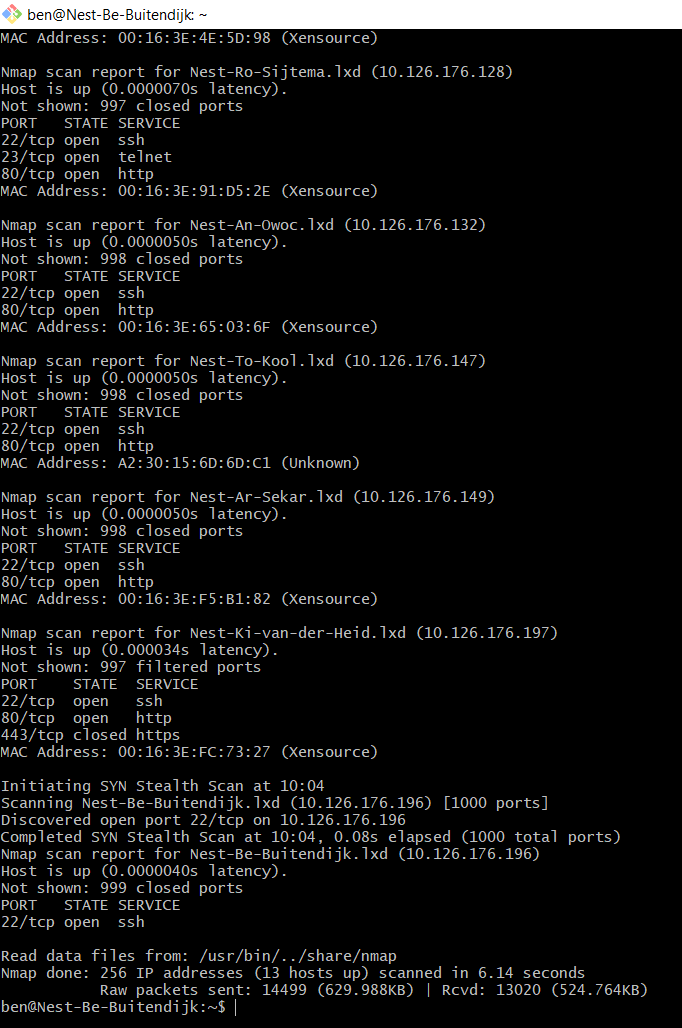 ben@Nest-Be-Buitendijk: ~
MAC Address: 00:16:3E:4E:5D:98 (Xensource)
Nmap scan report for Nest-Ro-Sijtema.lxd (10.126.176.128)
Host is up (0.0000070s latency).
Not shown: 997 closed ports
PORT   STATE SERVICE
22/tcp open  ssh
23/tcp open  telnet
80/tcp open  http
MAC Address: 00:16:3E:91:D5:2E (Xensource)
Nmap scan report for Nest-An-Owoc.lxd (10.126.176.132)
Host is up (0.0000050s latency).
Not shown: 998 closed ports
PORT   STATE SERVICE
22/tcp open  ssh
80/tcp open  http
MAC Address: 00:16:3E:65:03:6F (Xensource)
Nmap scan report for Nest-To-Kool.lxd (10.126.176.147)
Host is up (0.0000050s latency).
Not shown: 998 closed ports
PORT   STATE SERVICE
22/tcp open  ssh
80/tcp open  http
MAC Address: A2:30:15:6D:6D:C1 (Unknown)
Nmap scan report for Nest-Ar-Sekar.lxd (10.126.176.149)
Host is up (0.0000050s latency).
Not shown: 998 closed ports
PORT   STATE SERVICE
22/tcp open  ssh
80/tcp open  http
MAC Address: 00:16:3E:F5:B1:82 (Xensource)
Nmap scan report for Nest-Ki-van-der-Heid.lxd (10.126.176.197)
Host is up (0.000034s latency).
Not shown: 997 filtered ports
PORT    STATE  SERVICE
22/tcp  open   ssh
80/tcp  open   http
443/tcp closed https
MAC Address: 00:16:3E:FC:73:27 (Xensource)
Initiating SYN Stealth Scan at 10:04
Scanning Nest-Be-Buitendijk.lxd (10.126.176.196) [1000 ports]
Discovered open port 22/tcp on 10.126.176.196
Completed SYN Stealth Scan at 10:04, 0.08s elapsed (1000 total ports)
Nmap scan report for Nest-Be-Buitendijk.lxd (10.126.176.196)
Host is up (0.0000040s latency).
Not shown: 999 closed ports
PORT   STATE SERVICE
22/tcp open  ssh
Read data files from: /usr/bin/../share/nmap
Nmap done: 256 IP addresses (13 hosts up) scanned in 6.14 seconds
           Raw packets sent: 14499 (629.988KB) | Rcvd: 13020 (524.764KB)
ben@Nest-Be-Buitendijk:~$